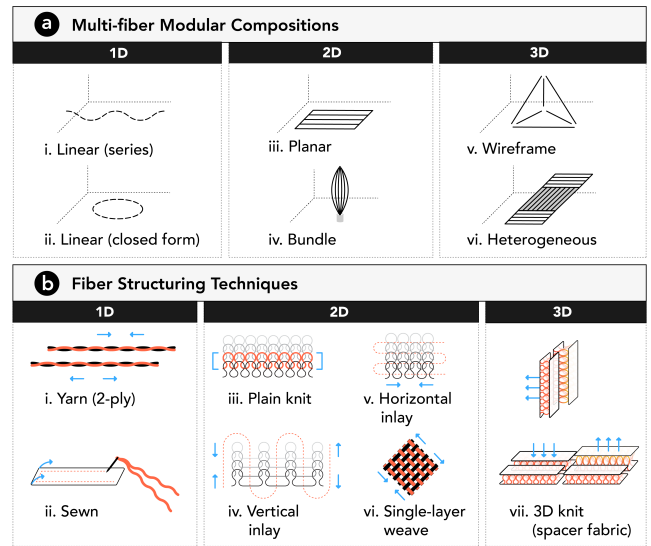 a Multi-fiber Modular Compositions
1D 2D 3D
i. Linear (series)
iii. Planar
v. Wireframe
ii. Linear (closed form)
iv. Bundle
vi. Heterogeneous
b Fiber Structuring Techniques
1D 2D 3D
i. Yarn (2-ply)
iii. Plain knit
v. Horizontal
inlay
ii. Sewn
iv. Vertical
inlay
vi. Single-layer
weave
vii. 3D knit
(spacer fabric)